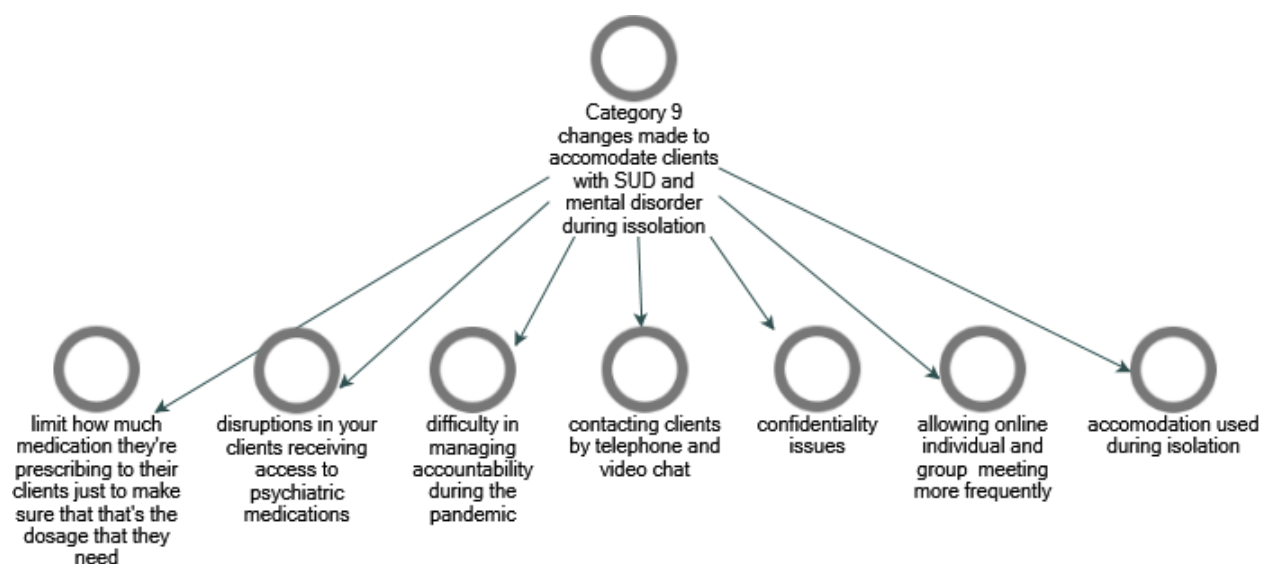 Category 9
changes made to
accomodate clients
with SUD and
mental disorder
during issolation
limit how much
medication they're
prescribing to their
clients just to make
sure that that's the
dosage that they
need
disruptions in your
clients receiving
access to
psychiatric
medications
difficulty in
managing
accountability
during the
pandemic
contacting clients
by telephone and
video chat
confidentiality
issues
allowing online
individual and
group meeting
more frequently
accomodation used
during isolation